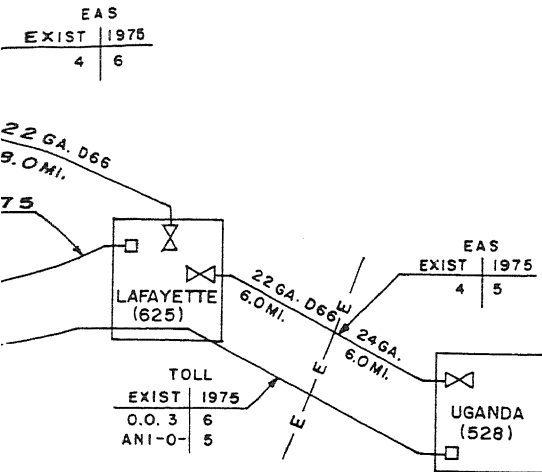 EAS
EXIST 1975
4 6
22 GA. D66
9.0 MI.
75
EAS
EXIST 1975
4 5
22 GA. D66
6.0 MI.
E
24 GA.
6.0 MI.
LAFAYETTE
(625)
E
E
TOLL
EXIST 1975
O.O. 3 6
ANI-O- 5
UGANDA
(528)